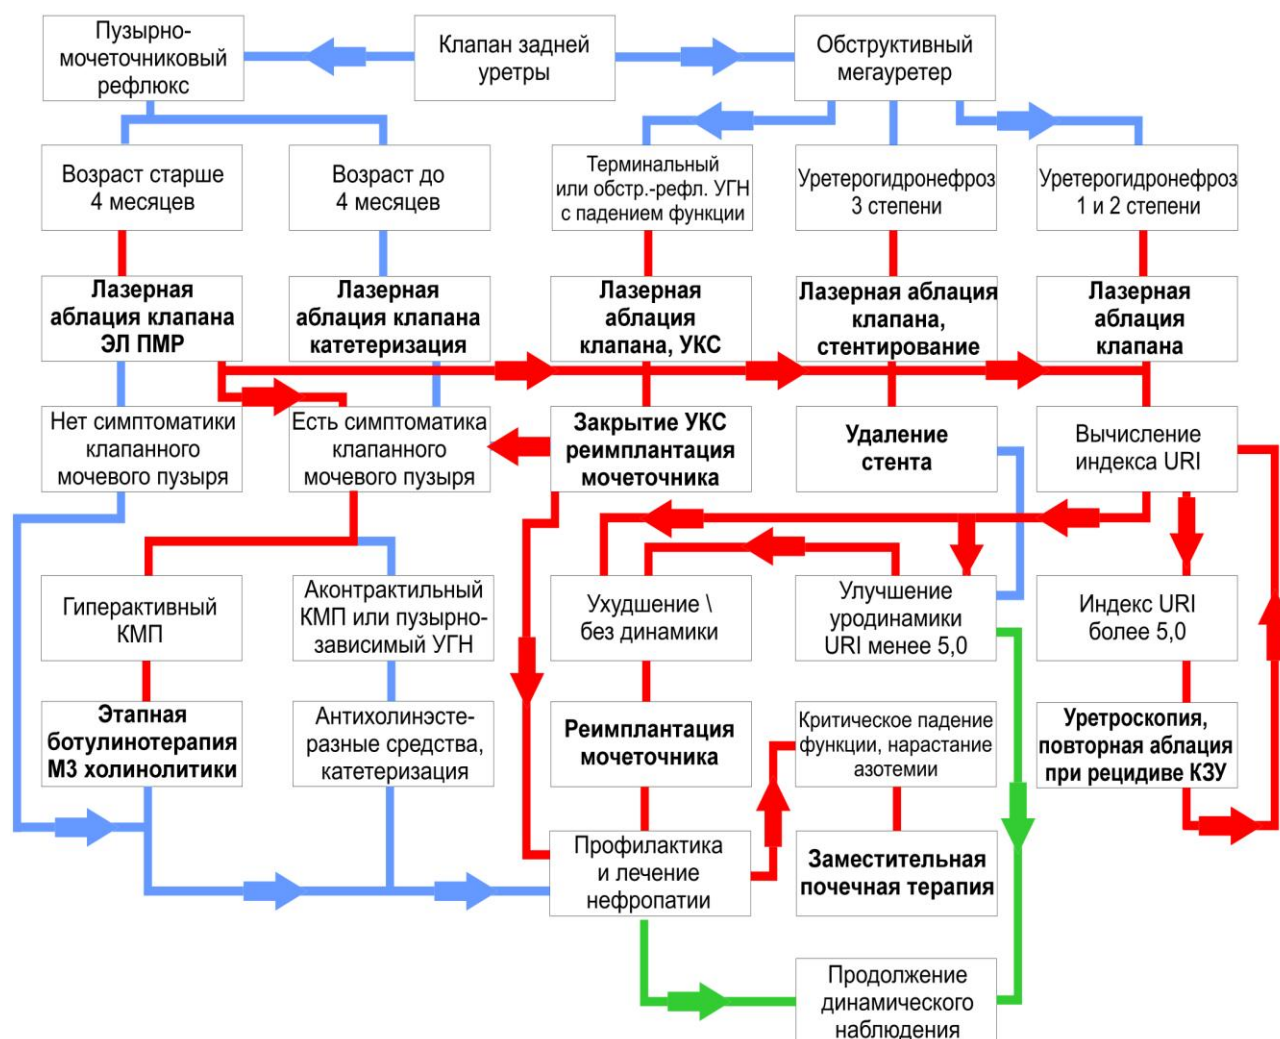 Пузырно-
мочеточниковый
рефлюкс
Клапан задней
уретры
Обструктивный
мегауретер
Возраст старше
4 месяцев
Возраст до
4 месяцев
Терминальный
или обстр.-рефл. УГН
с падением функции
Уретерогидронефроз
3 степени
Уретерогидронефроз
1 и 2 степени
Лазерная
аблация клапана
ЭЛ ПМР
Лазерная
аблация клапана
катетеризация
Лазерная
аблация
клапана, УКС
Лазерная аблация
клапана,
стентирование
Лазерная
аблация
клапана
Нет симптоматики
клапанного
мочевого пузыря
Есть симптоматика
клапанного
мочевого пузыря
Закрытие УКС
реимплантация
мочеточника
Удаление
стента
Вычисление
индекса URI
Гиперактивный
КМП
Аконтрактильный
КМП или пузырно-
зависимый УГН
Ухудшение \
без динамики
Улучшение
уродинамики
URI менее 5,0
Индекс URI
более 5,0
Этапная
ботулинотерапия
М3 холинолитики
Антихолинэсте-
разные средства,
катетеризация
Реимплантация
мочеточника
Критическое падение
функции, нарастание
азотемии
Уретроскопия,
повторная аблация
при рецидиве КЗУ
Профилактика
и лечение
нефропатии
Заместительная
почечная терапия
Продолжение
динамического
наблюдения